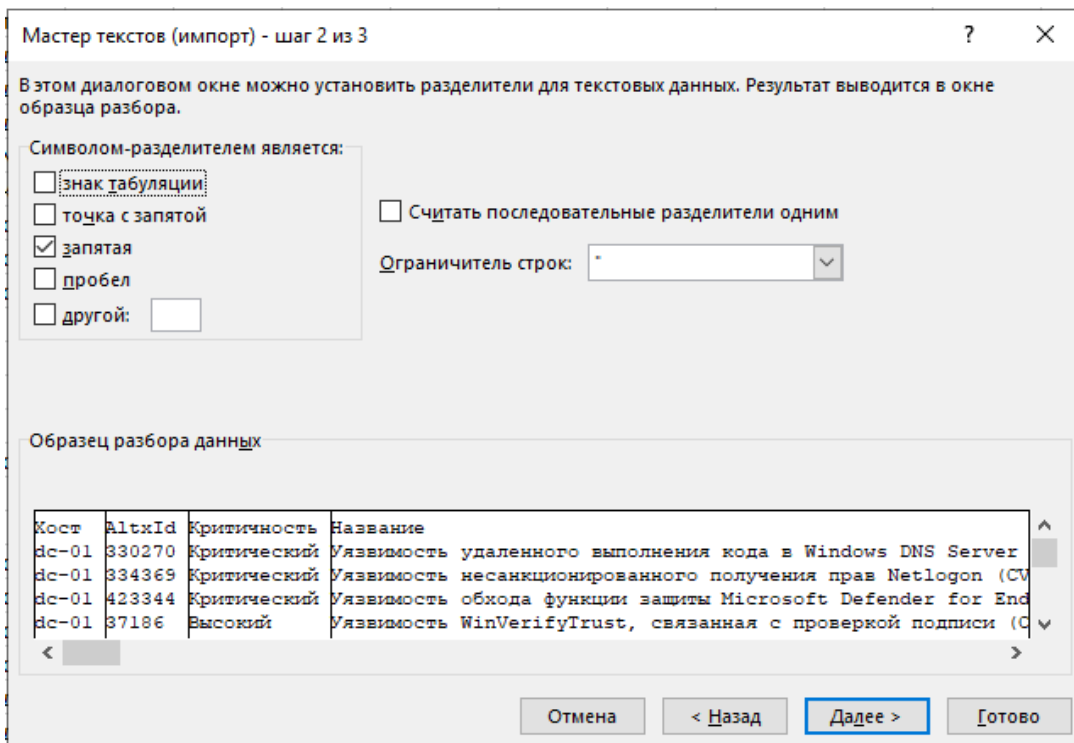 Мастер текстов (импорт) - шаг 2 из 3
В этом диалоговом окне можно установить разделители для текстовых данных. Результат выводится в окне
образца разбора.
Символом-разделителем является:
знак табуляции
точка с запятой
запятая
пробел
другой:
Считать последовательные разделители одним
Ограничитель строк: "
Образец разбора данных
Хост AltxId Критичность Название
dc-01 330270 Критический Уязвимость удаленного выполнения кода в Windows DNS Server
dc-01 334369 Критический Уязвимость несанкционированного получения прав Netlogon (CV
dc-01 423344 Критический Уязвимость обхода функции защиты Microsoft Defender for End
dc-01 37186 Высокий Уязвимость WinVerifyTrust, связанная с проверкой подписи (C
Отмена < Назад Далее > Готово